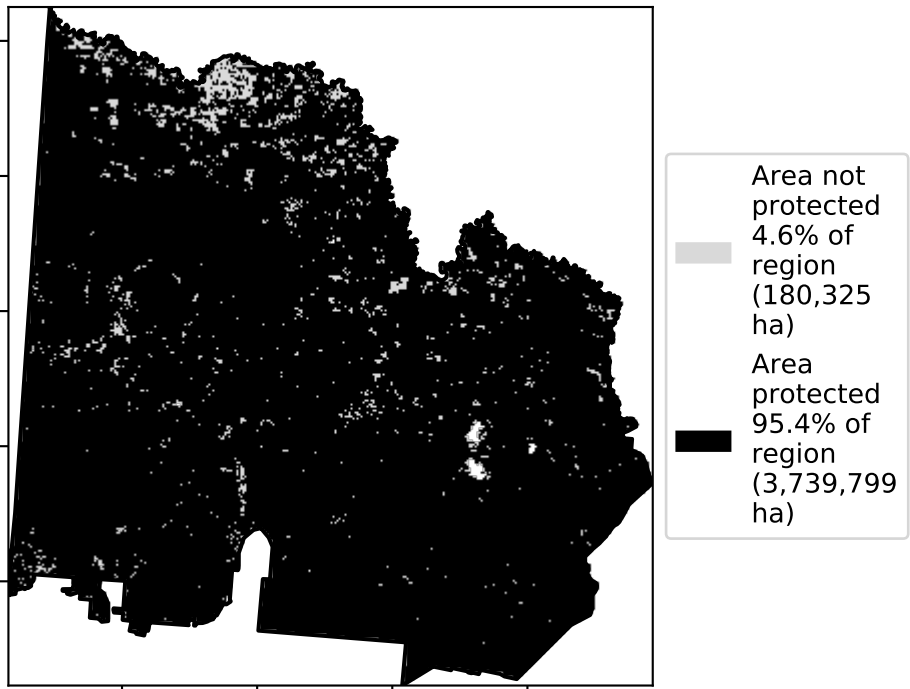 Area not
protected
4.6% of
region
(180,325
ha)
Area
protected
95.4% of
region
(3,739,799
ha)